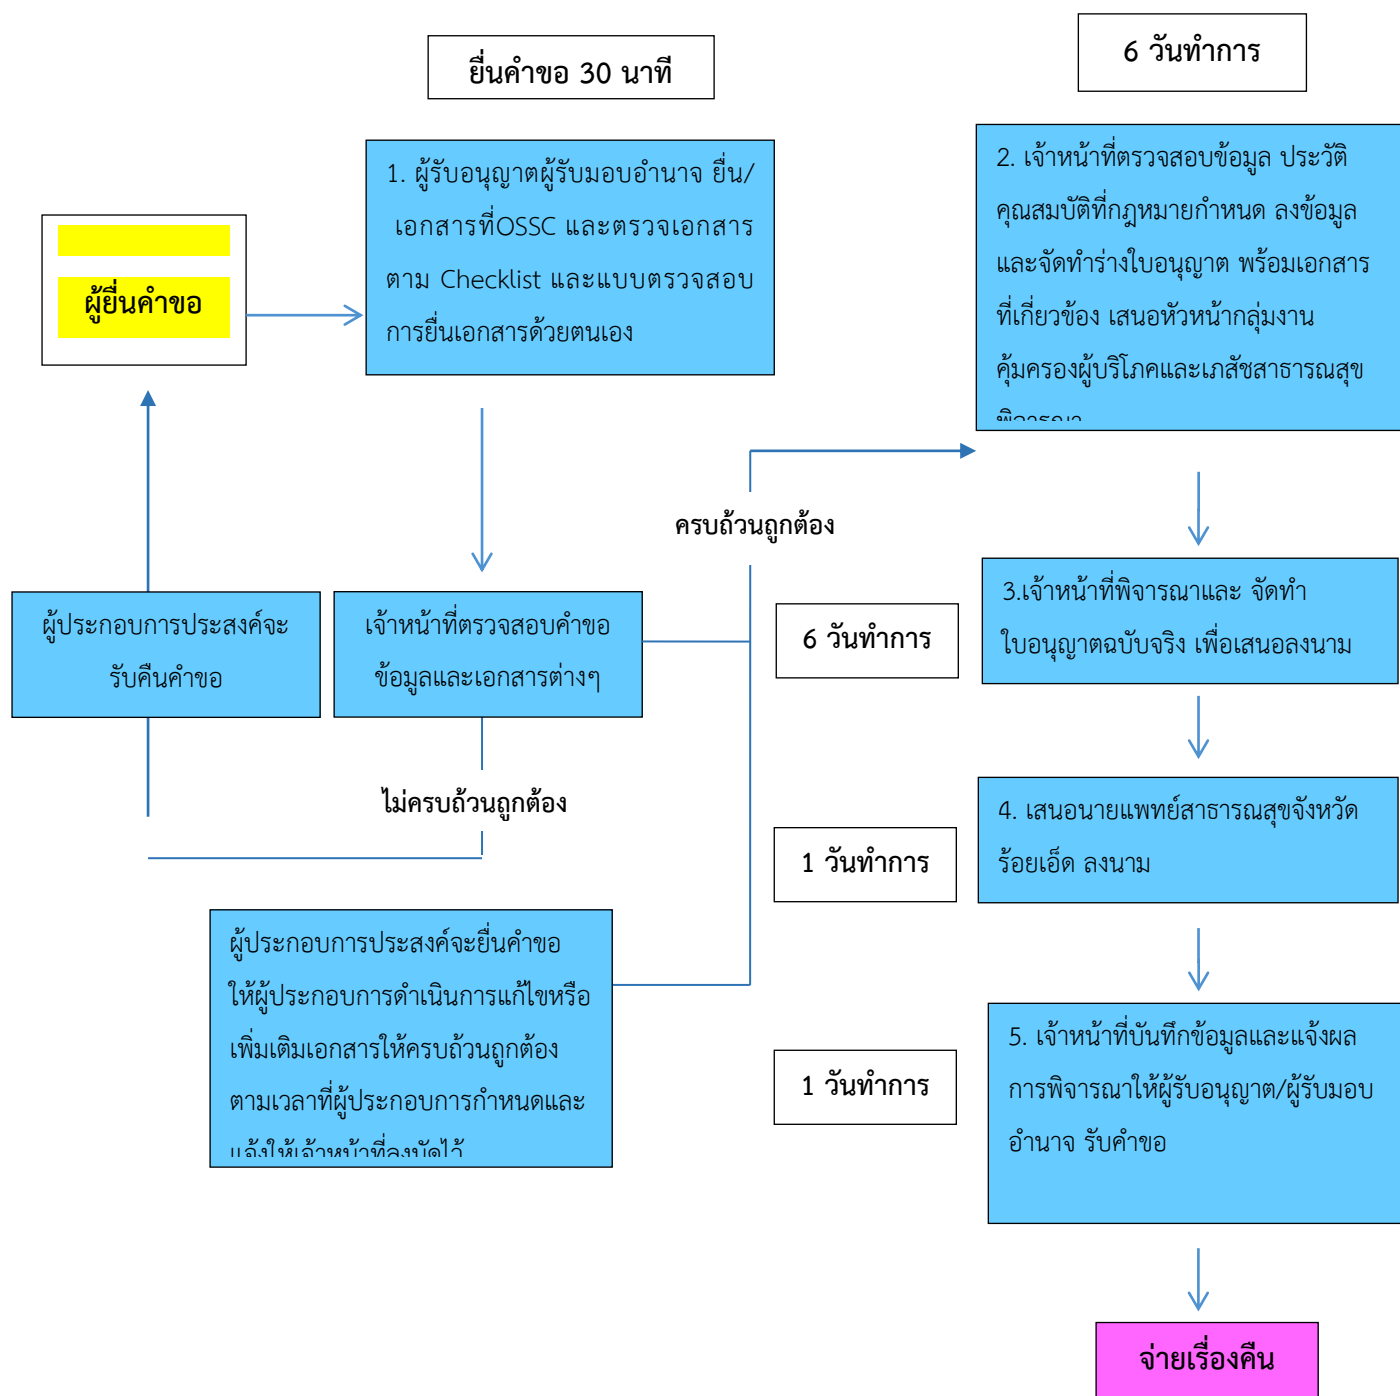 ยื่นคำขอ 30 นาที
6 วันทำการ
1. ผู้รับอนุญาตผู้รับมอบอำนาจ ยื่น/
เอกสารที่OSSC และตรวจเอกสาร
ตาม Checklist และแบบตรวจสอบ
การยื่นเอกสารด้วยตนเอง
2. เจ้าหน้าที่ตรวจสอบข้อมูล ประวัติ
คุณสมบัติที่กฎหมายกำหนด ลงข้อมูล
และจัดทำร่างใบอนุญาต พร้อมเอกสาร
ที่เกี่ยวข้อง เสนอหัวหน้ากลุ่มงาน
คุ้มครองผู้บริโภคและเภสัชสาธารณสุข
พิจารณา
ผู้ยื่นคำขอ
ครบถ้วนถูกต้อง
ผู้ประกอบการประสงค์จะ
รับคืนคำขอ
เจ้าหน้าที่ตรวจสอบคำขอ
ข้อมูลและเอกสารต่างๆ
6 วันทำการ
3.เจ้าหน้าที่พิจารณาและ จัดทำ
ใบอนุญาตฉบับจริง เพื่อเสนอลงนาม
ไม่ครบถ้วนถูกต้อง
1 วันทำการ
4. เสนอนายแพทย์สาธารณสุขจังหวัด
ร้อยเอ็ด ลงนาม
ผู้ประกอบการประสงค์จะยื่นคำขอ
ให้ผู้ประกอบการดำเนินการแก้ไขหรือ
เพิ่มเติมเอกสารให้ครบถ้วนถูกต้อง
ตามเวลาที่ผู้ประกอบการกำหนดและ
แจ้งให้เจ้าหน้าที่ลงบัดไว้
1 วันทำการ
5. เจ้าหน้าที่บันทึกข้อมูลและแจ้งผล
การพิจารณาให้ผู้รับอนุญาต/ผู้รับมอบ
อำนาจ รับคำขอ
จ่ายเรื่องคืน